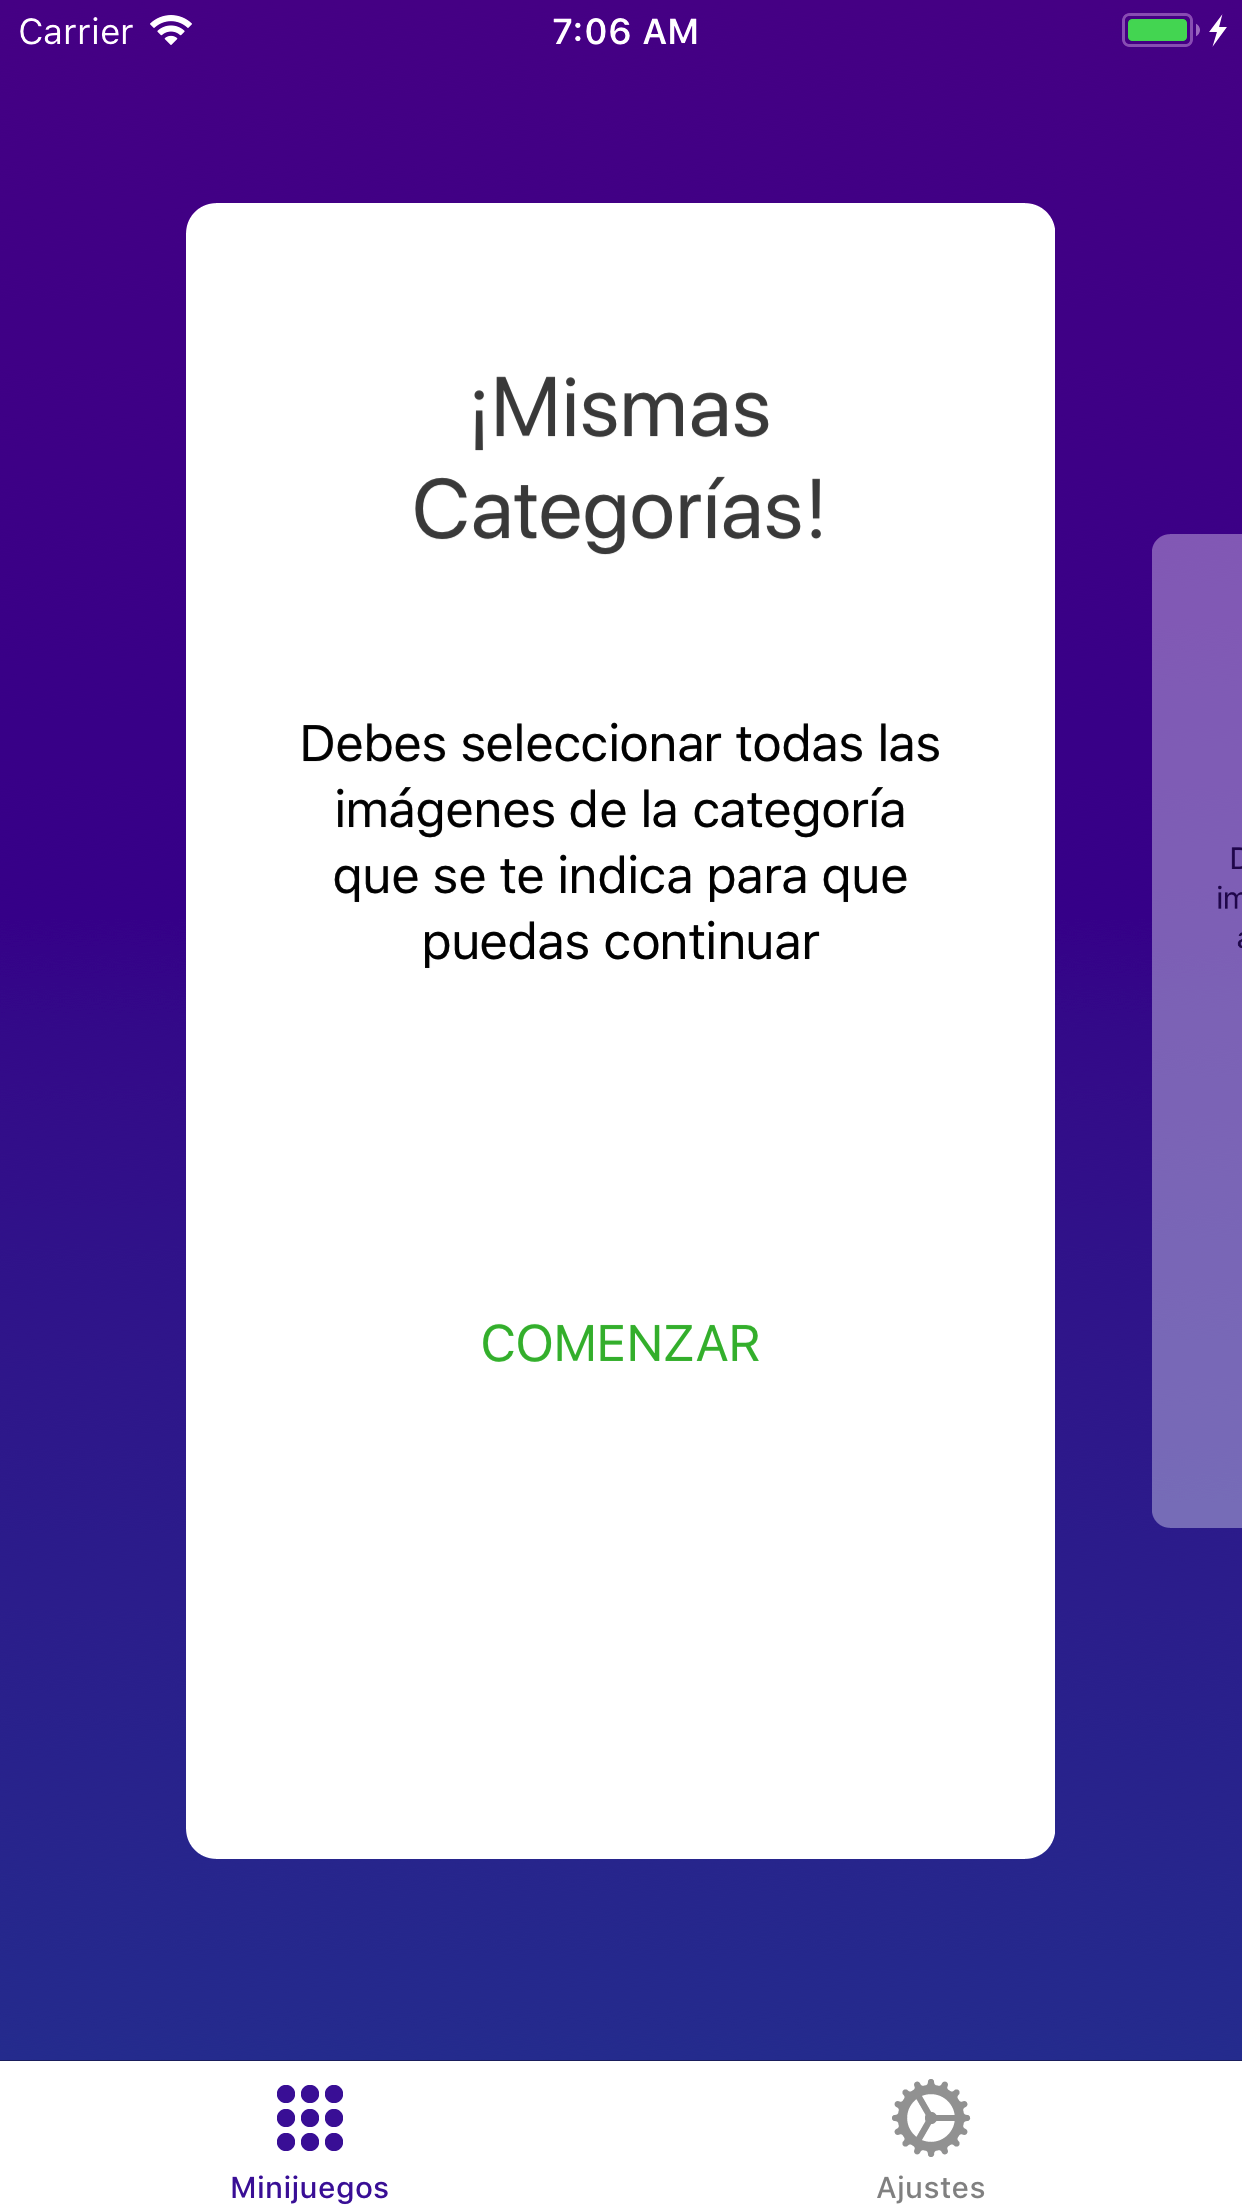 Carrier 7:06 AM
¡Mismas
Categorías!
Debes seleccionar todas las
imágenes de la categoría
que se te indica para que
puedas continuar
COMENZAR
Minijuegos
Ajustes